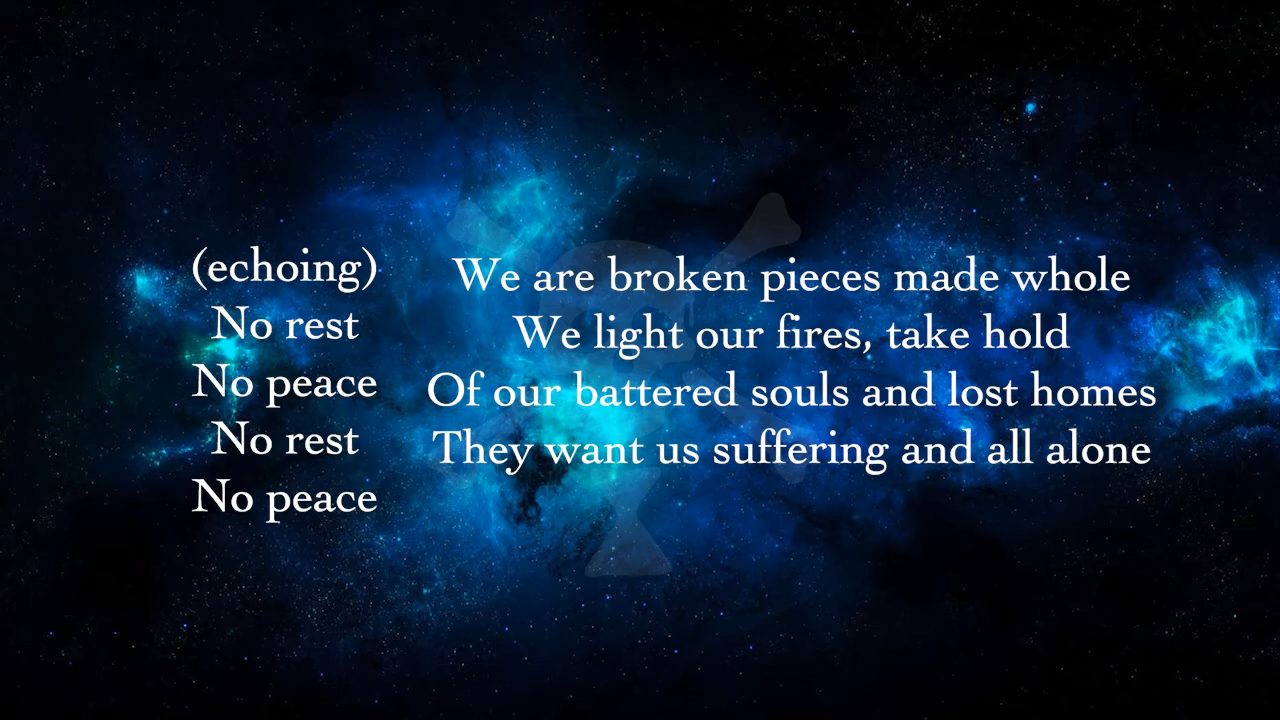 (echoing)
No rest
No peace
No rest
No peace
We are broken pieces made whole
We light our fires, take hold
Of our battered souls and lost homes
They want us suffering and all alone